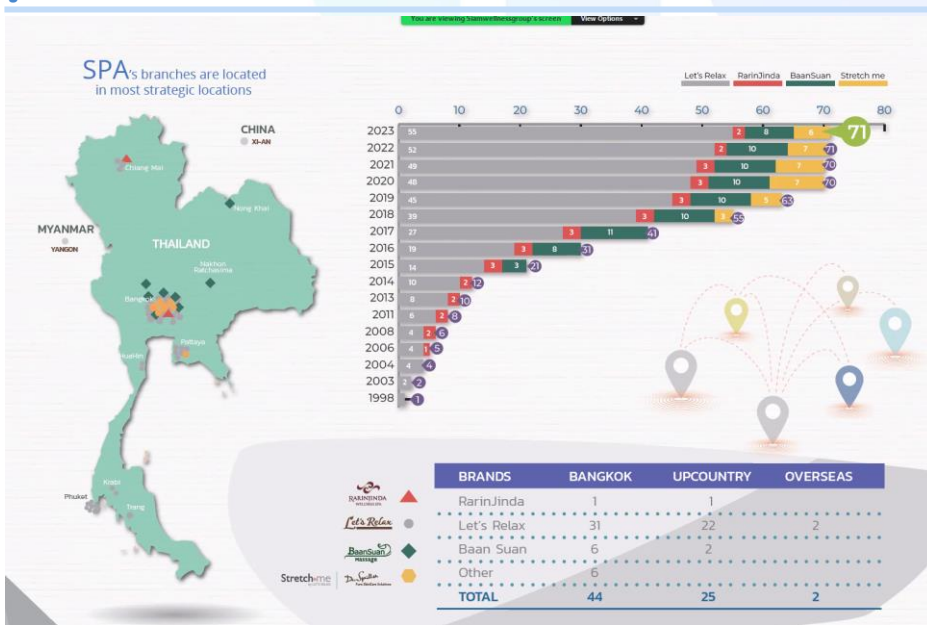 You are viewing Siamwellnessgroup's screen View Options
SPA's branches are located
in most strategic locations
CHINA
XI-AN
Chiang Mai
Nong Khai
MYANMAR
YANGON
THAILAND
Nakhon
Ratchasima
Bangkok
Pattaya
HuaHin
Krabi
Phuket
Trang
Let's Relax RarinJinda BaanSuan Stretch me
0 10 20 30 40 50 60 70 80
2023 55 2 8 6 71
2022 52 2 10 7 71
2021 49 3 10 7 70
2020 48 3 10 7 70
2019 45 3 10 5 63
2018 39 3 10 3 55
2017 27 3 11 41
2016 19 3 8 31
2015 14 3 3 21
2014 10 2 12
2013 8 2 10
2011 6 2 8
2008 4 2 6
2006 4 1 5
2004 4 4
2003 2 2
1998 1
BRANDS BANGKOK UPCOUNTRY OVERSEAS
RARINJINDA RarinJinda 1 1
Let's Relax Let's Relax 31 22 2
BaanSuan Massage Baan Suan 6 2
Stretch me Other 6
TOTAL 44 25 2